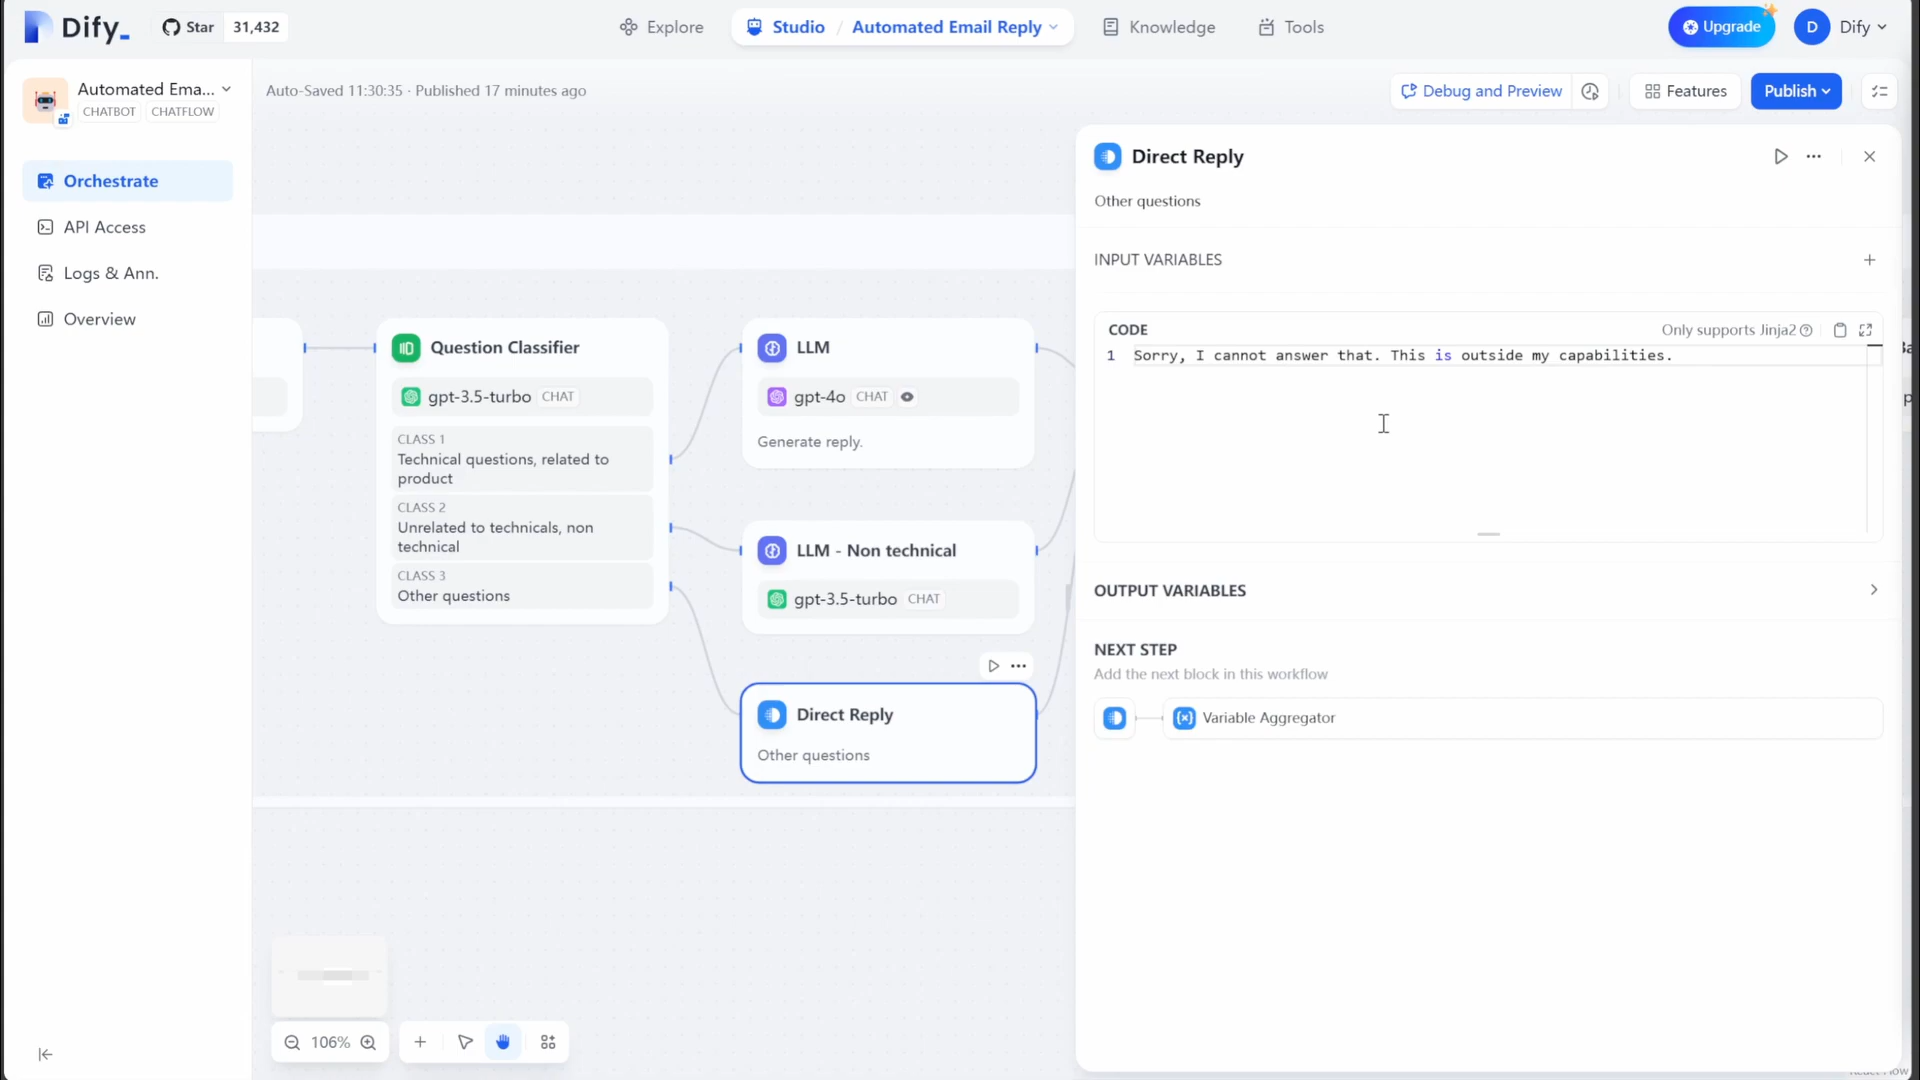 Dify_
Star 31,432
Explore
Studio / Automated Email Reply
Knowledge
Tools
Upgrade
D Dify
Automated Ema...
CHATBOT CHATFLOW
Auto-Saved 11:30:35 · Published 17 minutes ago
Debug and Preview
Features
Publish
Orchestrate
API Access
Logs & Ann.
Overview
Question Classifier
gpt-3.5-turbo CHAT
CLASS 1
Technical questions, related to
product
CLASS 2
Unrelated to technicals, non
technical
CLASS 3
Other questions
LLM
gpt-4o CHAT
Generate reply.
LLM - Non technical
gpt-3.5-turbo CHAT
Direct Reply
Other questions
106%
Direct Reply
Other questions
INPUT VARIABLES
CODE
Only supports Jinja2
1 Sorry, I cannot answer that. This is outside my capabilities.
OUTPUT VARIABLES
NEXT STEP
Add the next block in this workflow
Variable Aggregator